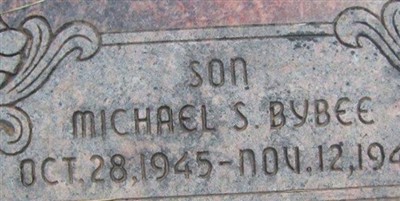 SON
MICHAEL S. BYBEE
OCT. 28, 1945 - NOV. 12, 194